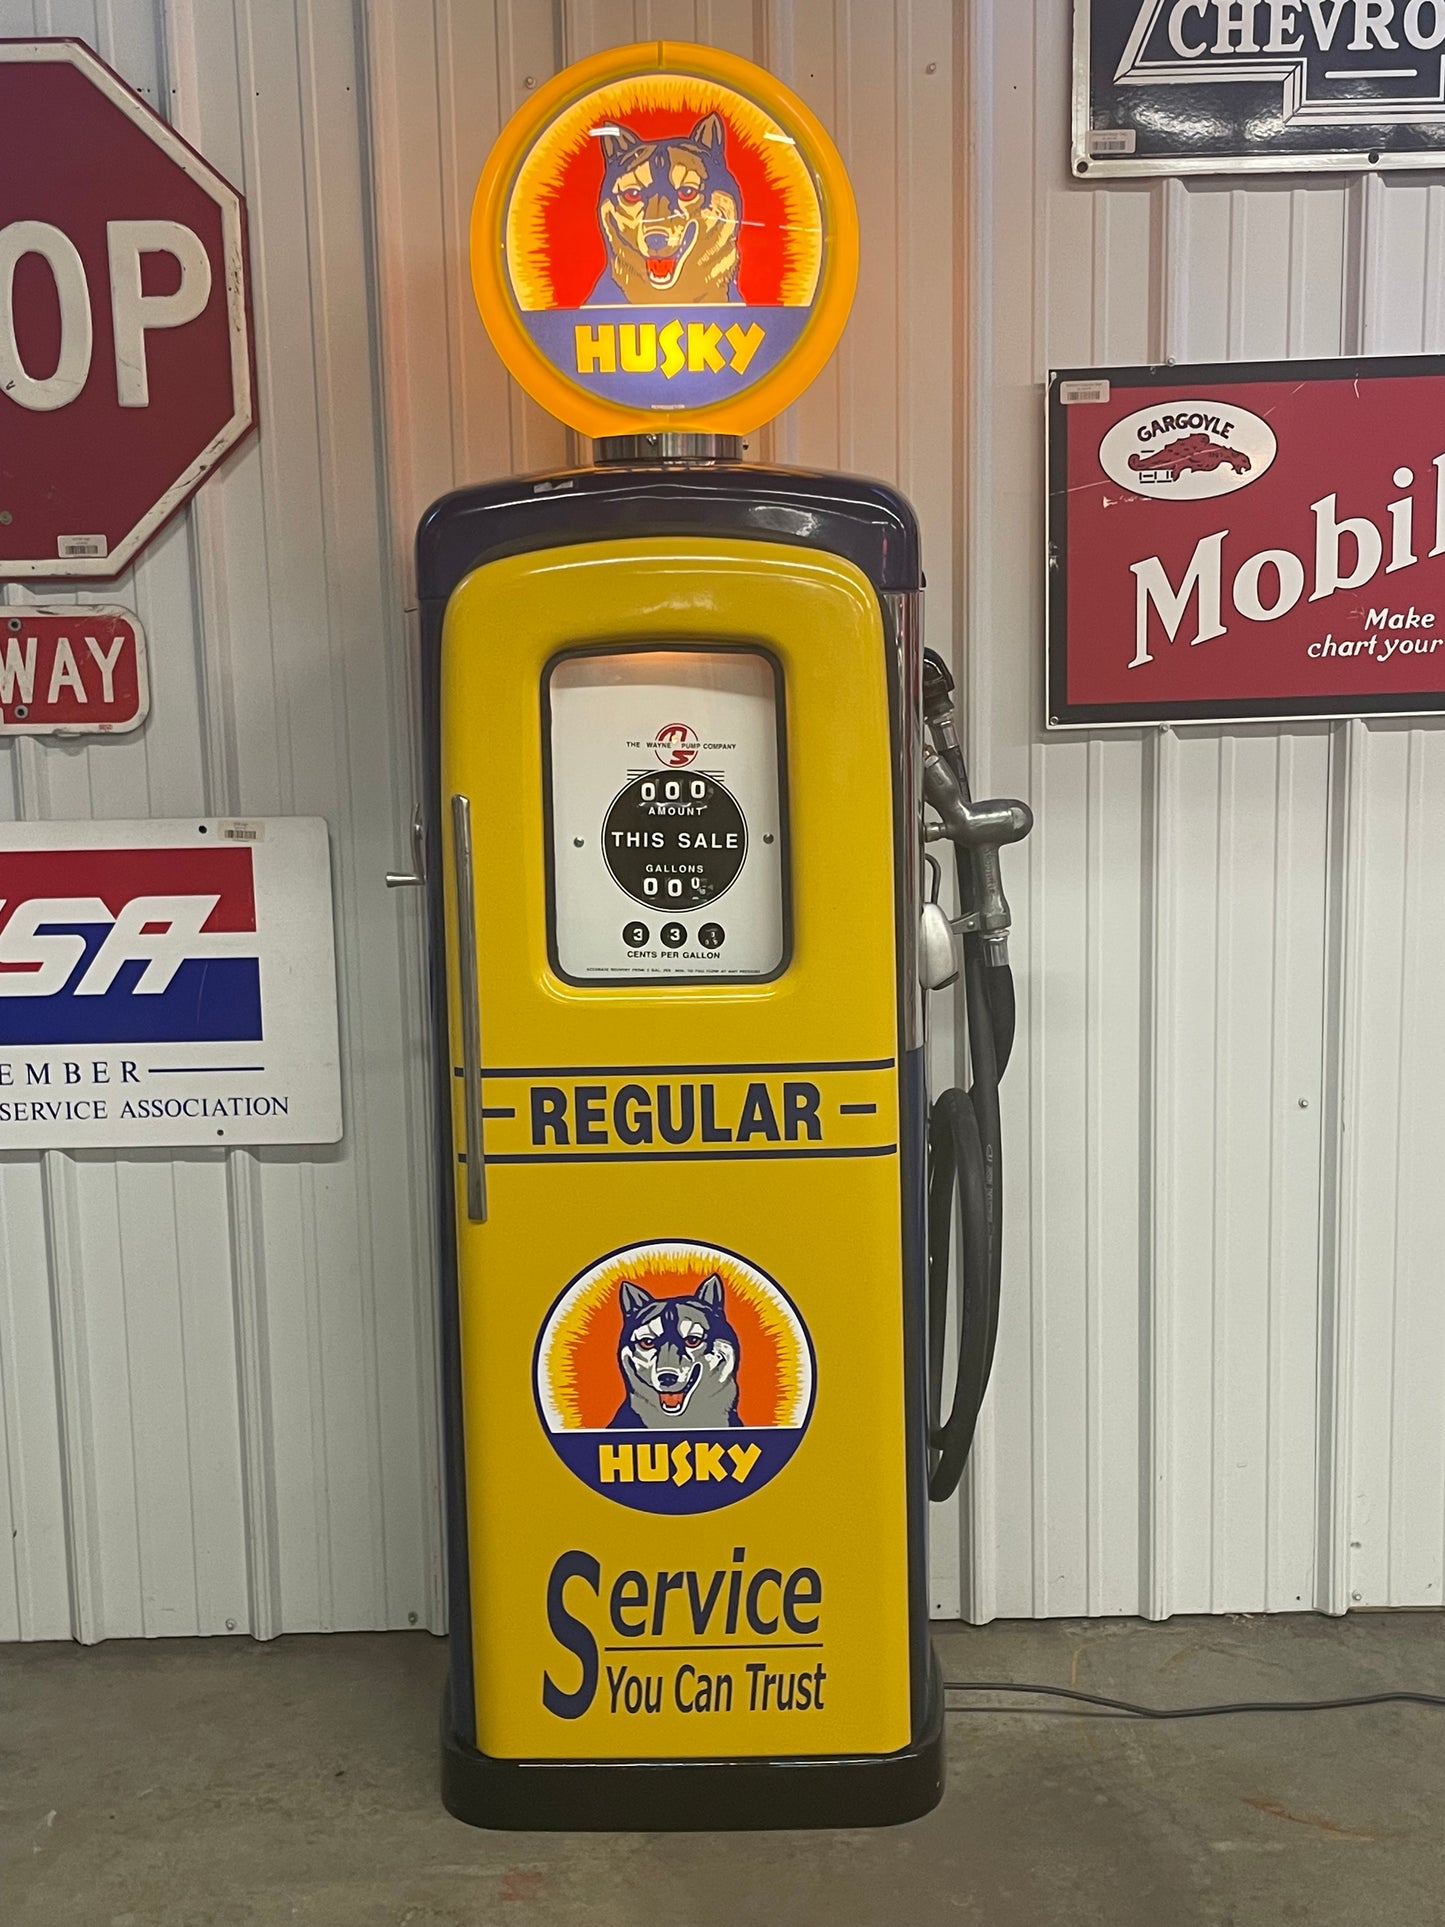 OP
WAY
SA
EMBER
SERVICE ASSOCIATION
HUSKY
THE WAYNE PUMP COMPANY
000
AMOUNT
THIS SALE
GALLONS
000
3 3
CENTS PER GALLON
REGULAR
HUSKY
Service
You Can Trust
CHEVRO
GARGOYLE
Mobil
Make
chart your